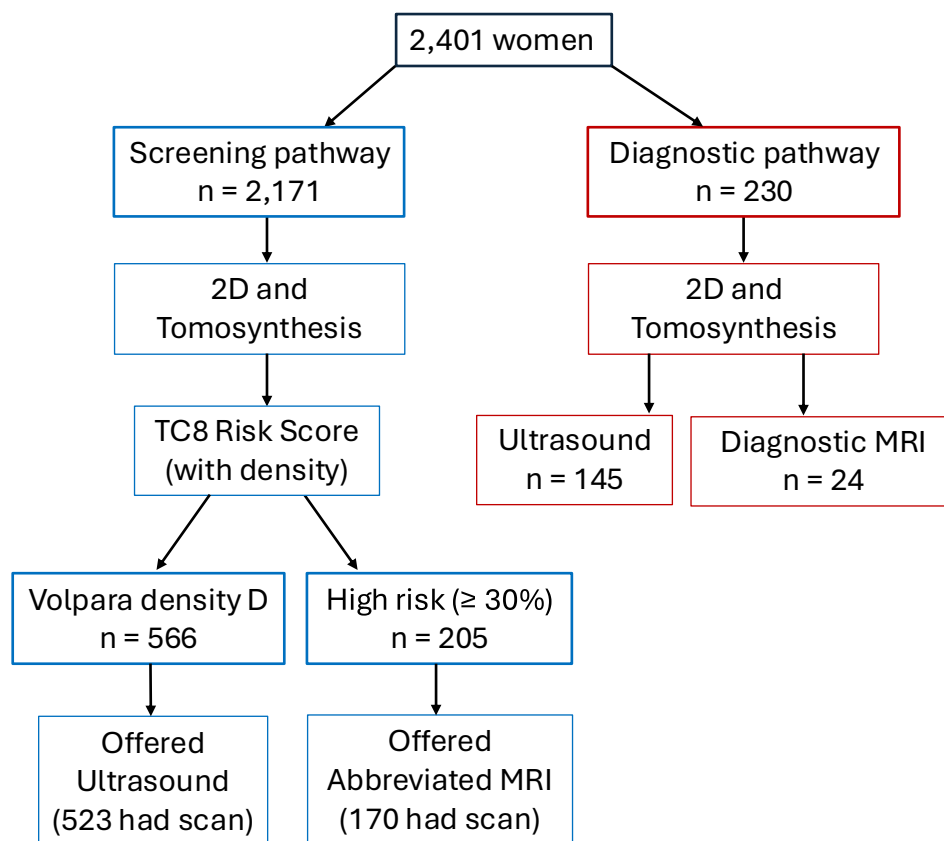 2,401 women
Screening pathway
n = 2,171
Diagnostic pathway
n = 230
2D and
Tomosynthesis
2D and
Tomosynthesis
TC8 Risk Score
(with density)
Ultrasound
n = 145
Diagnostic MRI
n = 24
Volpara density D
n = 566
High risk (≥ 30%)
n = 205
Offered
Ultrasound
(523 had scan)
Offered
Abbreviated MRI
(170 had scan)